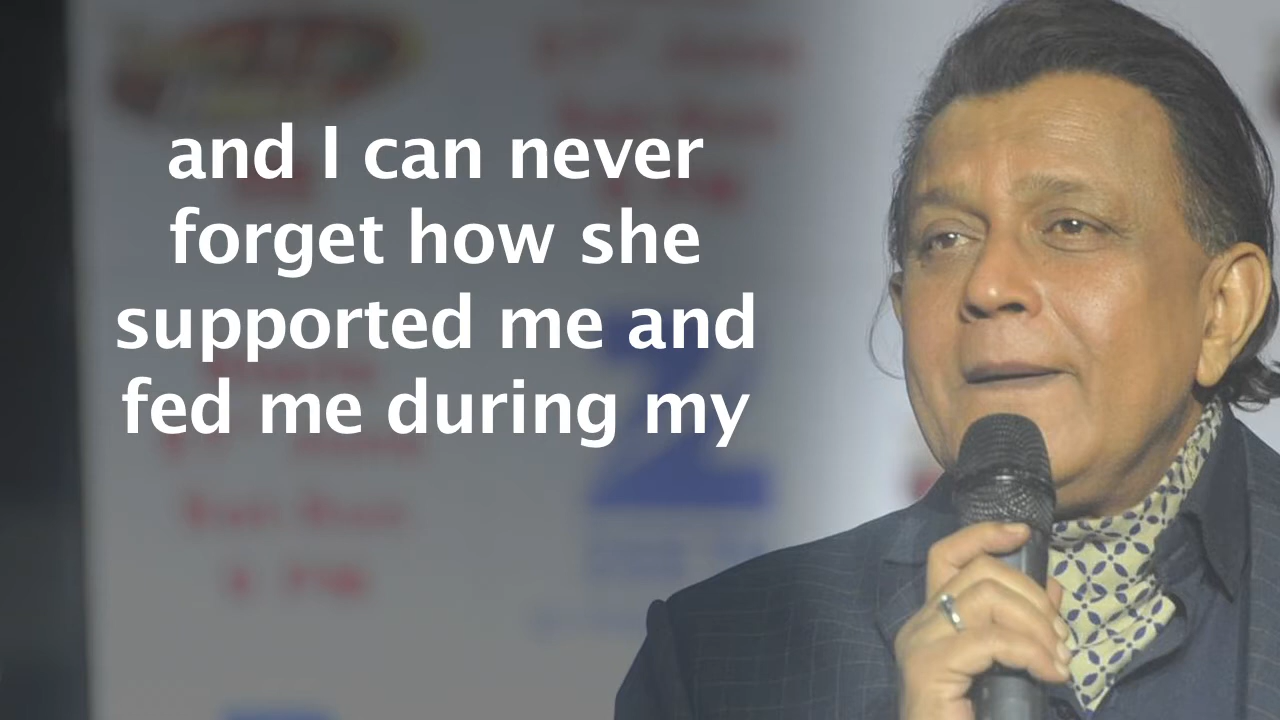 and I can never
forget how she
supported me and
fed me during my